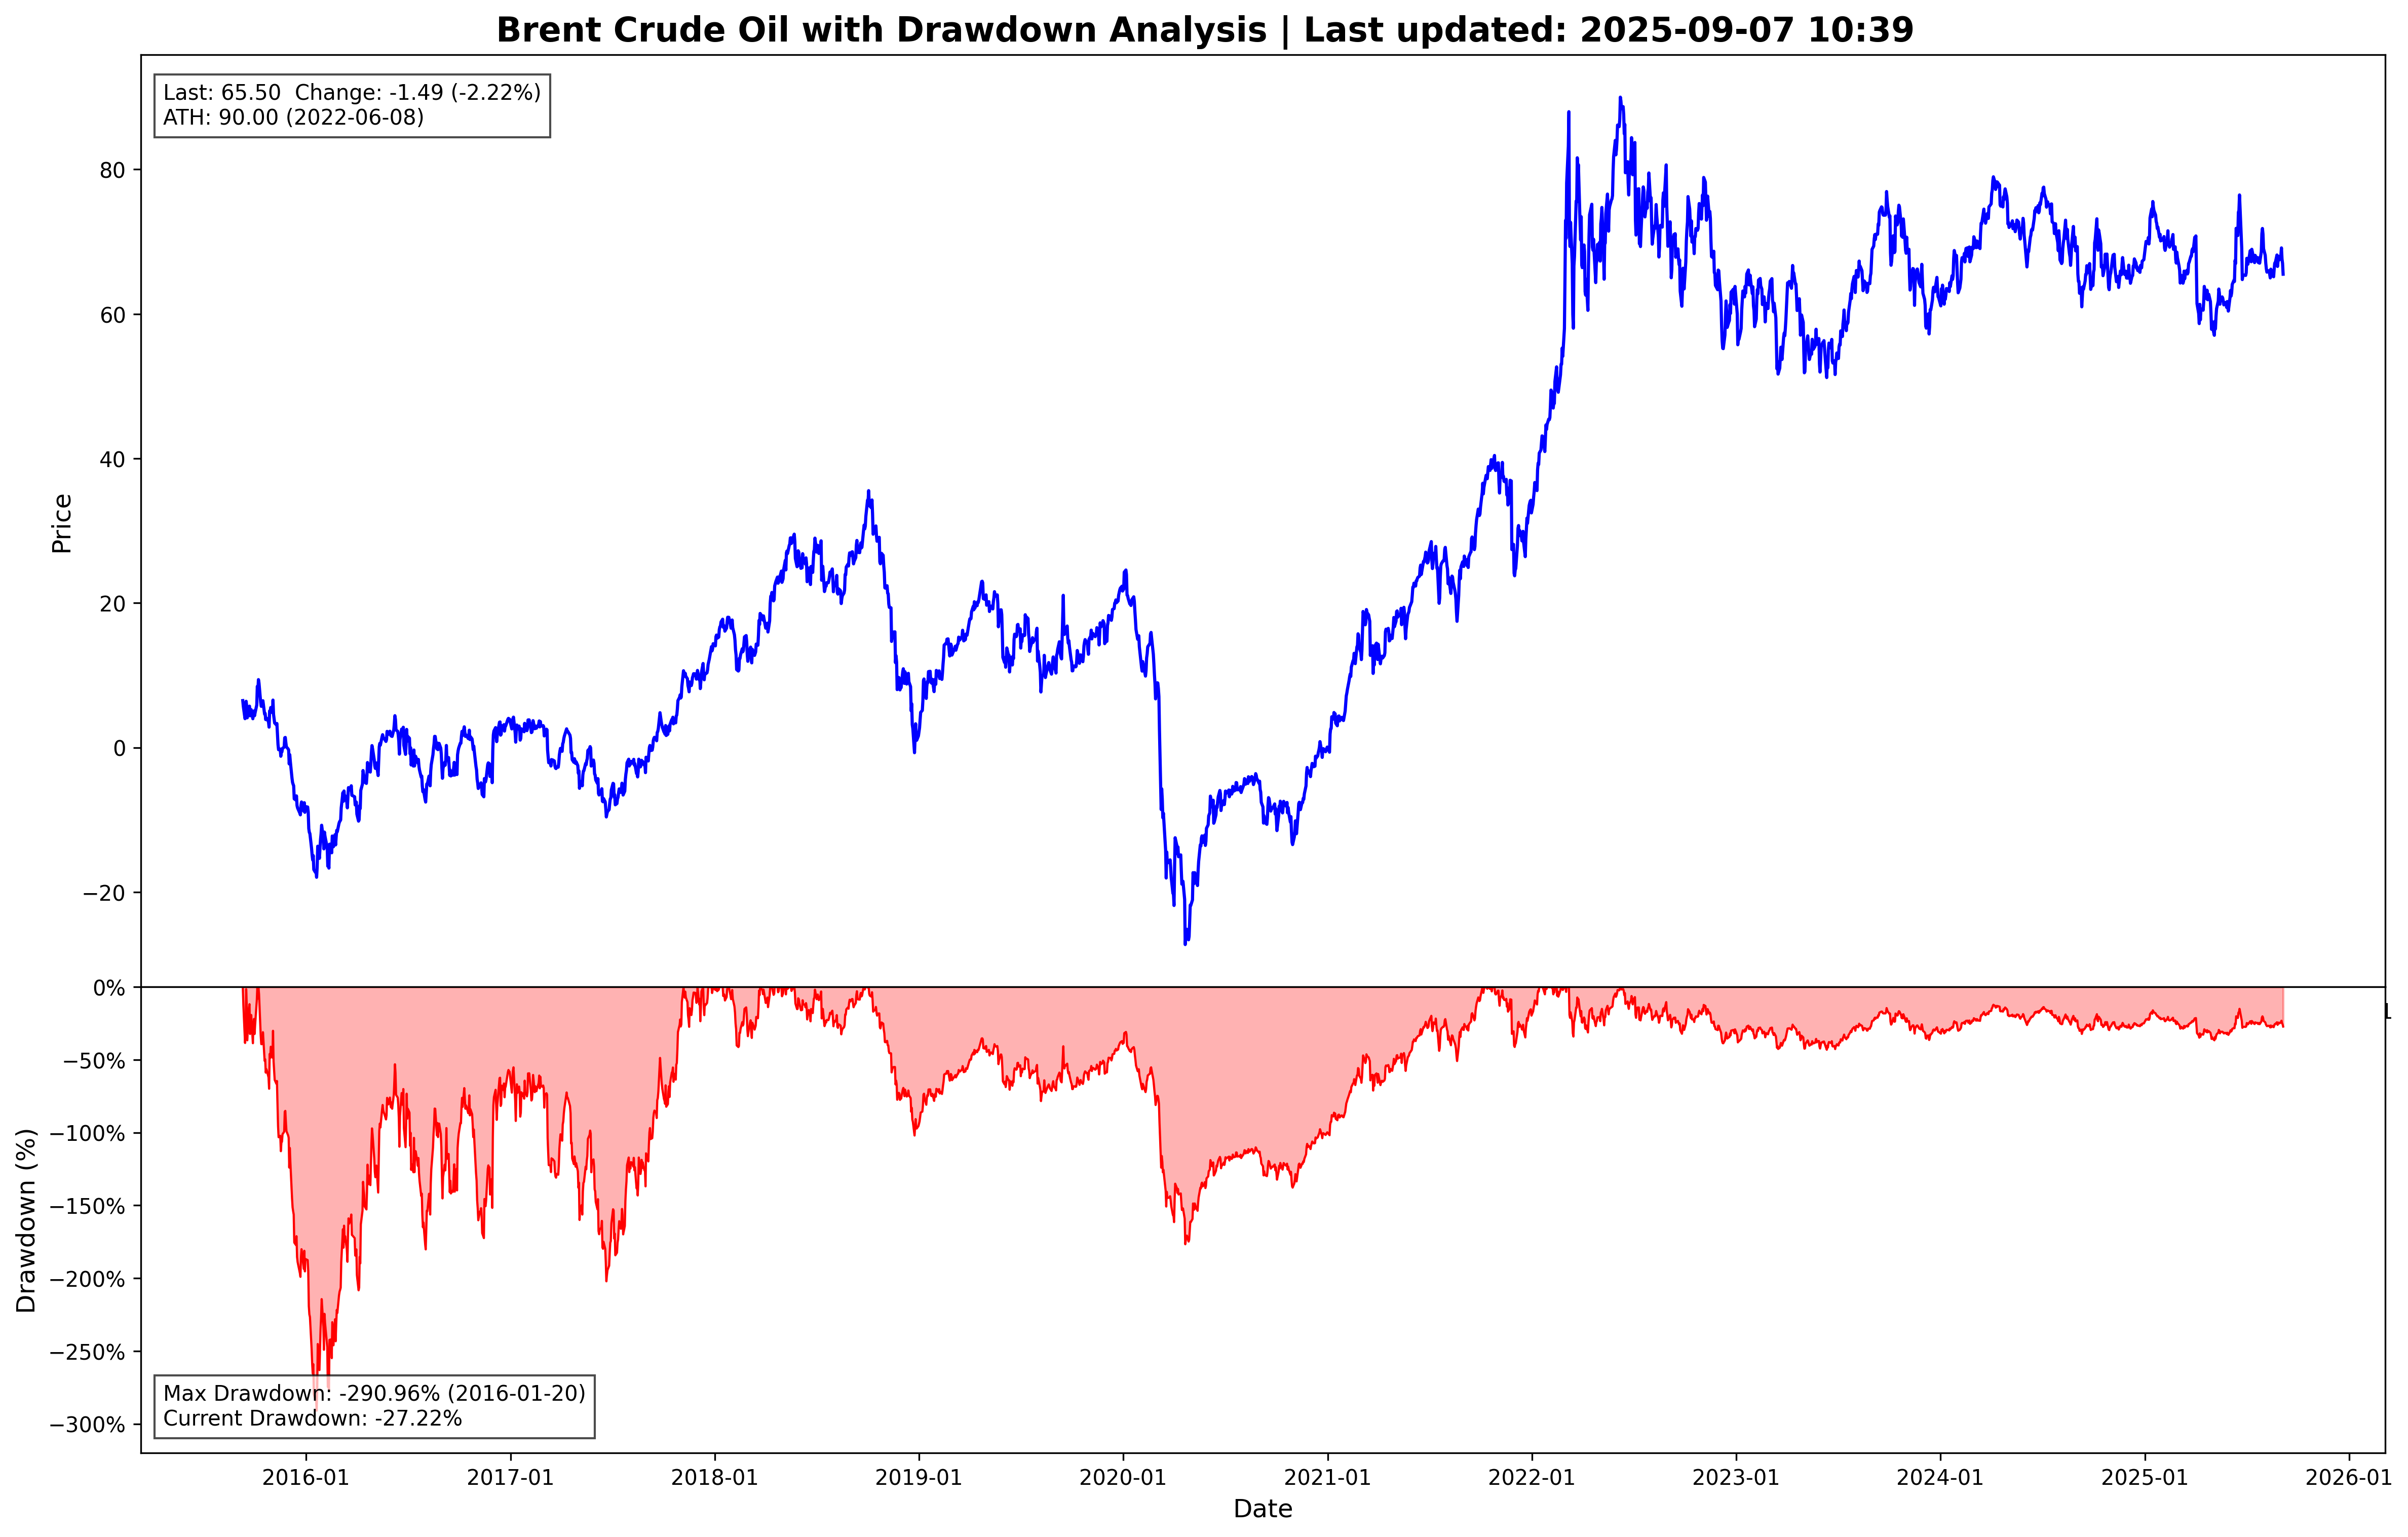 Brent Crude Oil with Drawdown Analysis | Last updated: 2025-09-07 10:39
Last: 65.50  Change: -1.49 (-2.22%)
ATH: 90.00 (2022-06-08)
Price
80
60
40
20
0
−20
0%
−50%
−100%
−150%
−200%
−250%
−300%
Drawdown (%)
Max Drawdown: -290.96% (2016-01-20)
Current Drawdown: -27.22%
2016-01 2017-01 2018-01 2019-01 2020-01 2021-01 2022-01 2023-01 2024-01 2025-01 2026-01
Date